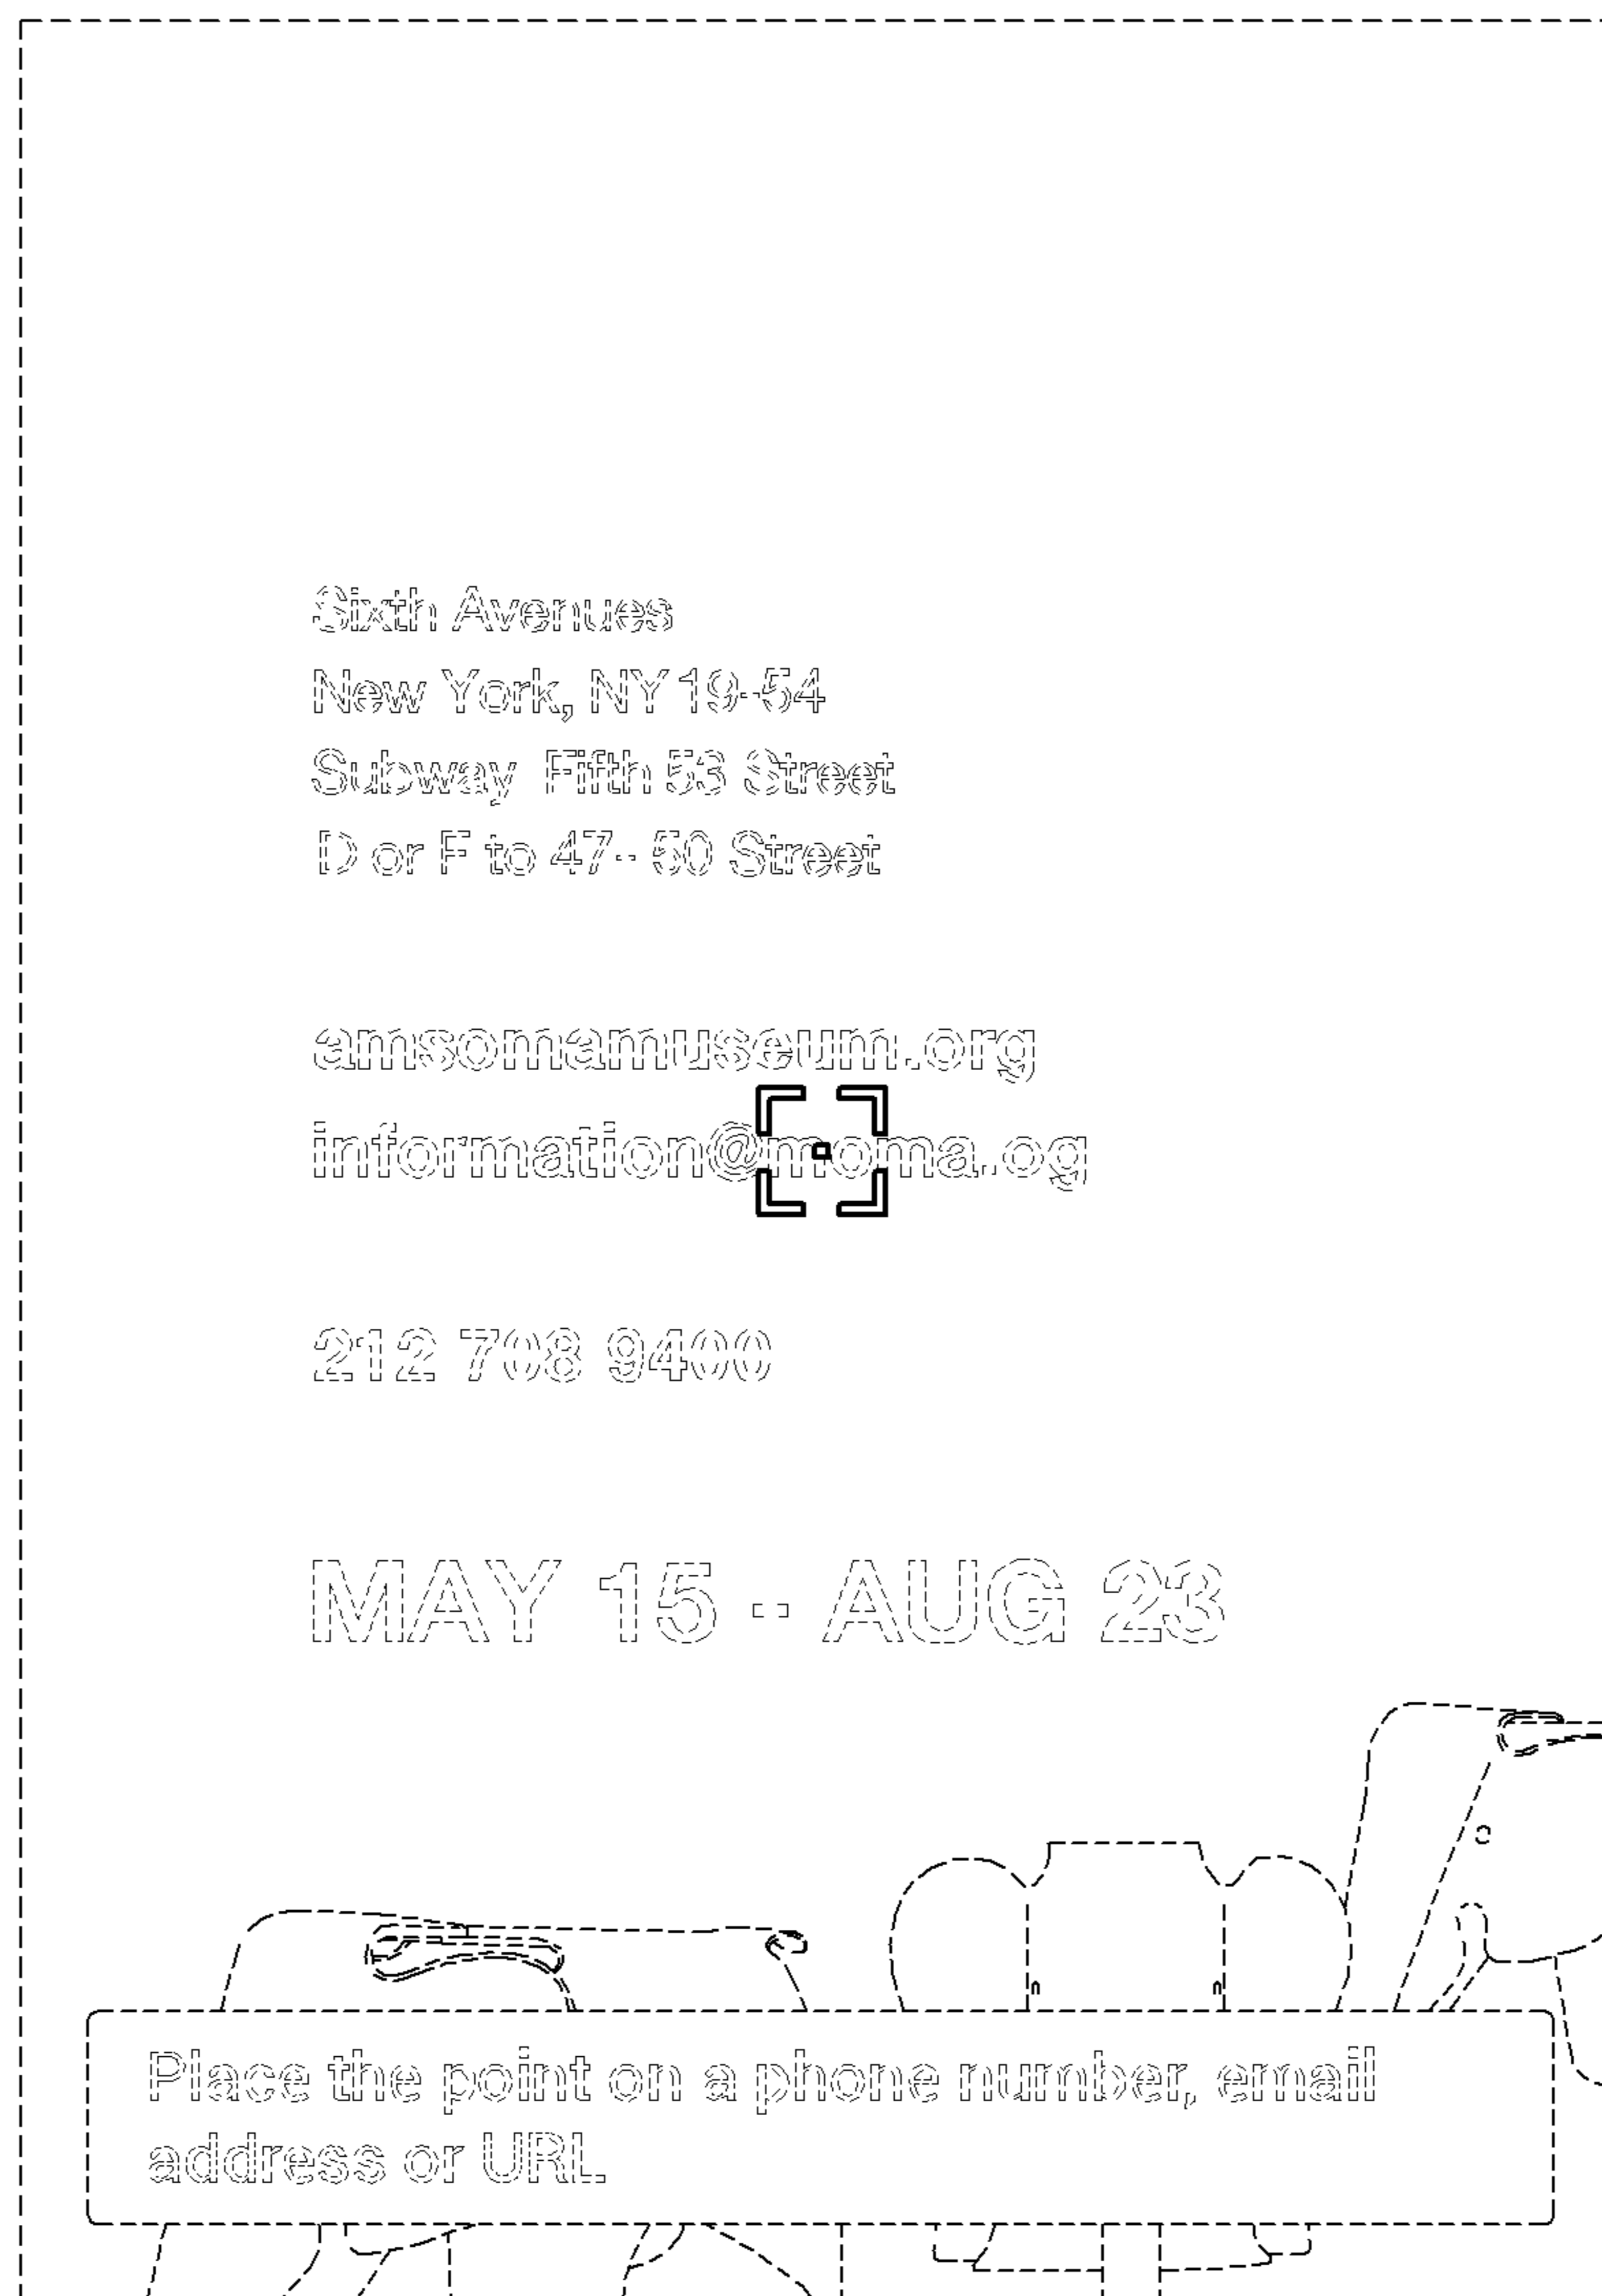 Sixth Avenues
New York, NY 19-54
Subway Fifth 53 Street
D or F to 47-- 50 Street
amsomamuseum.org
information@moma.og
212 708 9400
MAY 15 -- AUG 23
Place the point on a phone number, email
address or URL